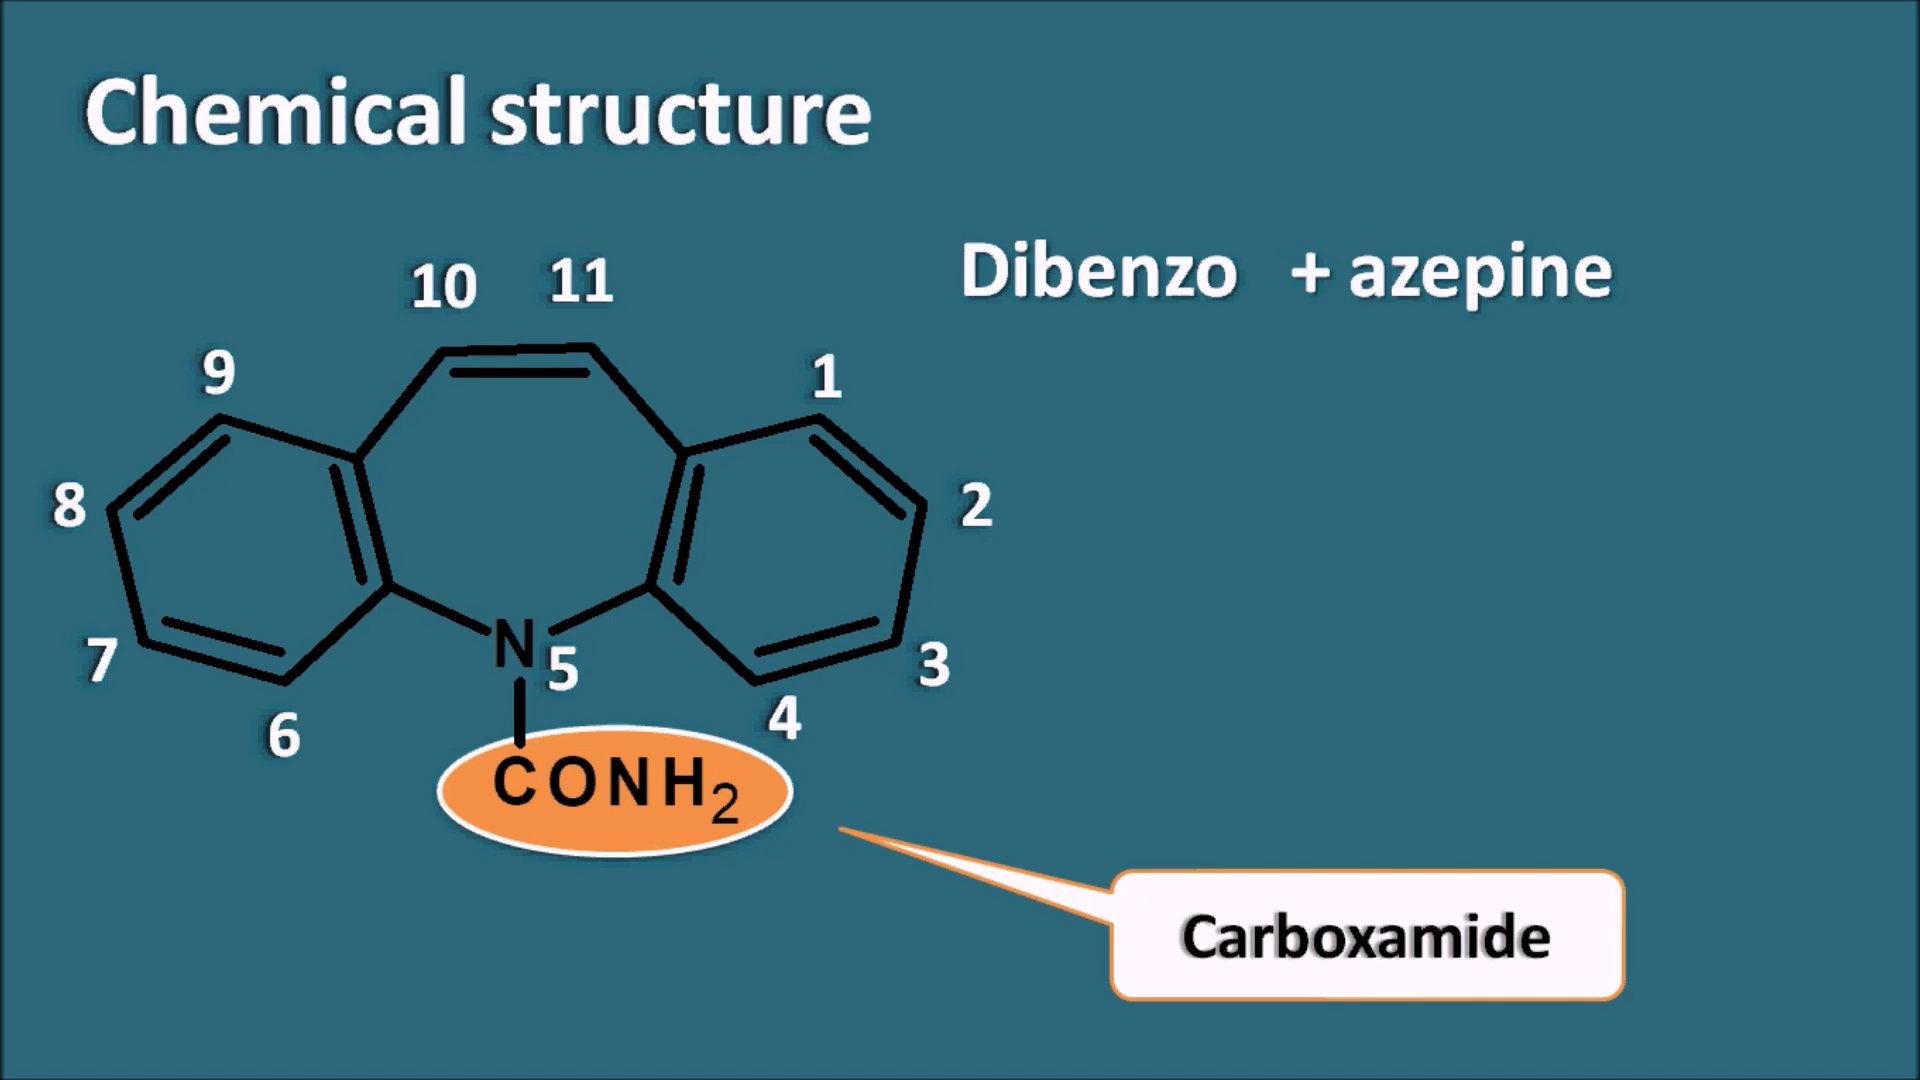 Chemical structure
Dibenzo + azepine
10 11
9
1
8
2
N
5
7
3
6
4
CONH₂
Carboxamide